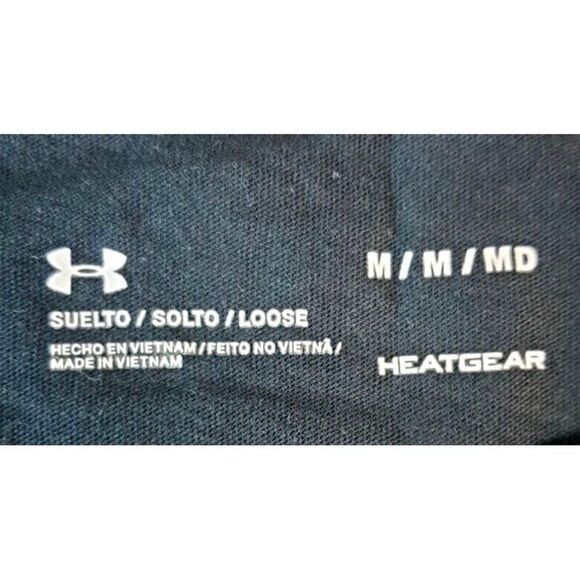 M / M / MD
SUELTO / SOLTO / LOOSE
HECHO EN VIETNAM / FEITO NO VIETNÃ /
MADE IN VIETNAM
HEATGEAR